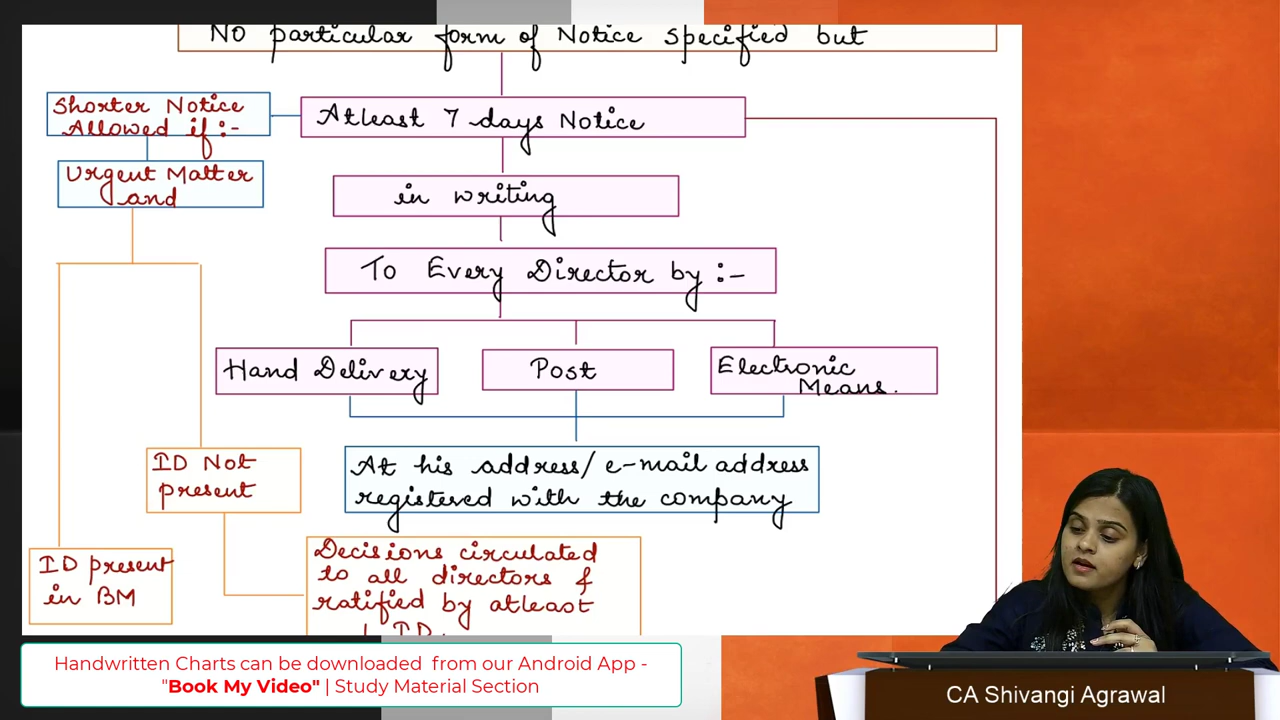 No particular form of Notice specified but
Shorter Notice
Allowed if :-
Atleast 7 days Notice
Urgent Matter
and
in writing
To Every Director by :-
Hand Delivery
Post
Electronic
Means.
ID Not
present
At his address/ e-mail address
registered with the company
ID present
in BM
Decisions circulated
to all directors &
ratified by atleast
ID.
Handwritten Charts can be downloaded from our Android App -
"Book My Video" | Study Material Section
CA Shivangi Agrawal